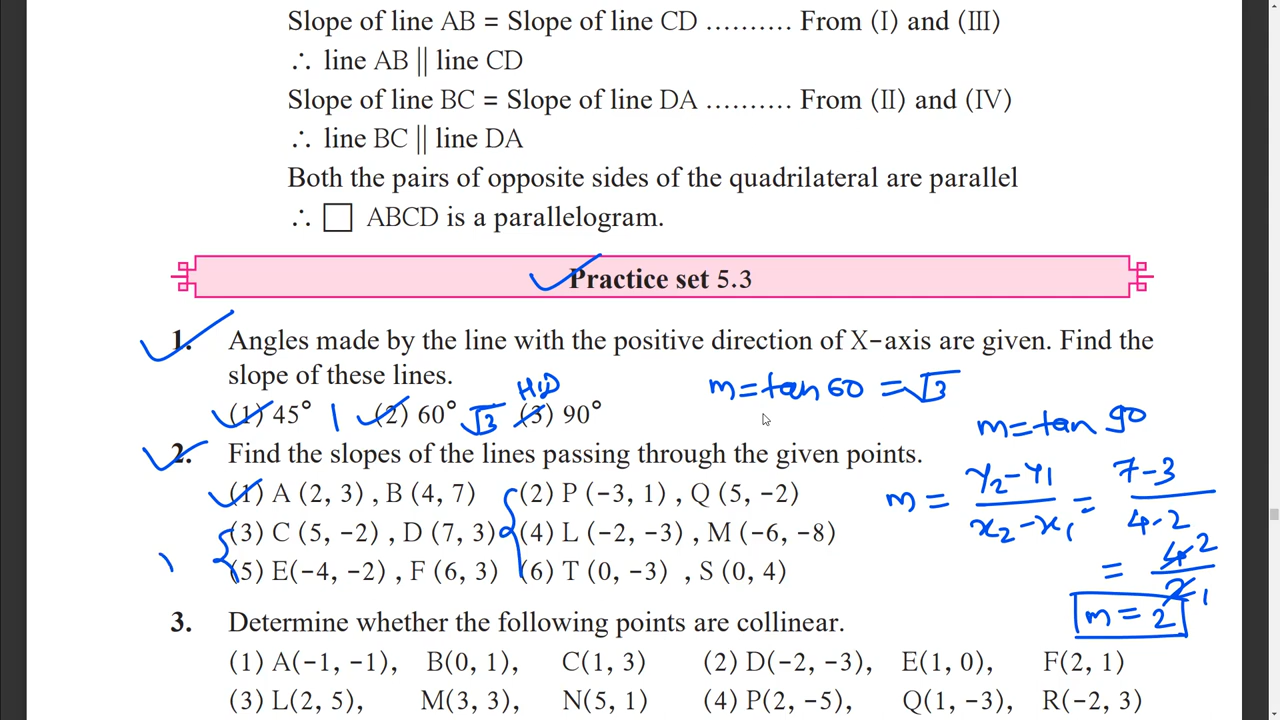 Slope of line AB = Slope of line CD .......... From (I) and (III)
∴ line AB || line CD
Slope of line BC = Slope of line DA .......... From (II) and (IV)
∴ line BC || line DA
Both the pairs of opposite sides of the quadrilateral are parallel
∴ □ ABCD is a parallelogram.
Practice set 5.3
1. Angles made by the line with the positive direction of X-axis are given. Find the
slope of these lines.
(1) 45° 1 (2) 60° √3 (3) 90°
m = tan 60 = √3
m = tan 90
2. Find the slopes of the lines passing through the given points.
(1) A (2, 3) , B (4, 7) (2) P (-3, 1) , Q (5, -2)
(3) C (5, -2) , D (7, 3) (4) L (-2, -3) , M (-6, -8)
(5) E(-4, -2) , F (6, 3) (6) T (0, -3) , S (0, 4)
m = y2-y1 / x2-x1 = 7-3 / 4-2
= 4 2 / 2 1
m = 2
3. Determine whether the following points are collinear.
(1) A(-1, -1), B(0, 1), C(1, 3) (2) D(-2, -3), E(1, 0), F(2, 1)
(3) L(2, 5), M(3, 3), N(5, 1) (4) P(2, -5), Q(1, -3), R(-2, 3)